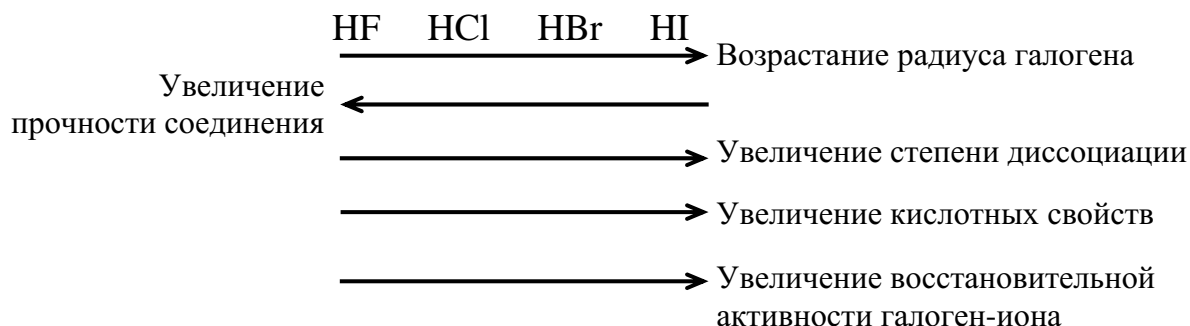 HF HCl HBr HI
Возрастание радиуса галогена
Увеличение
прочности соединения
Увеличение степени диссоциации
Увеличение кислотных свойств
Увеличение восстановительной
активности галоген-иона